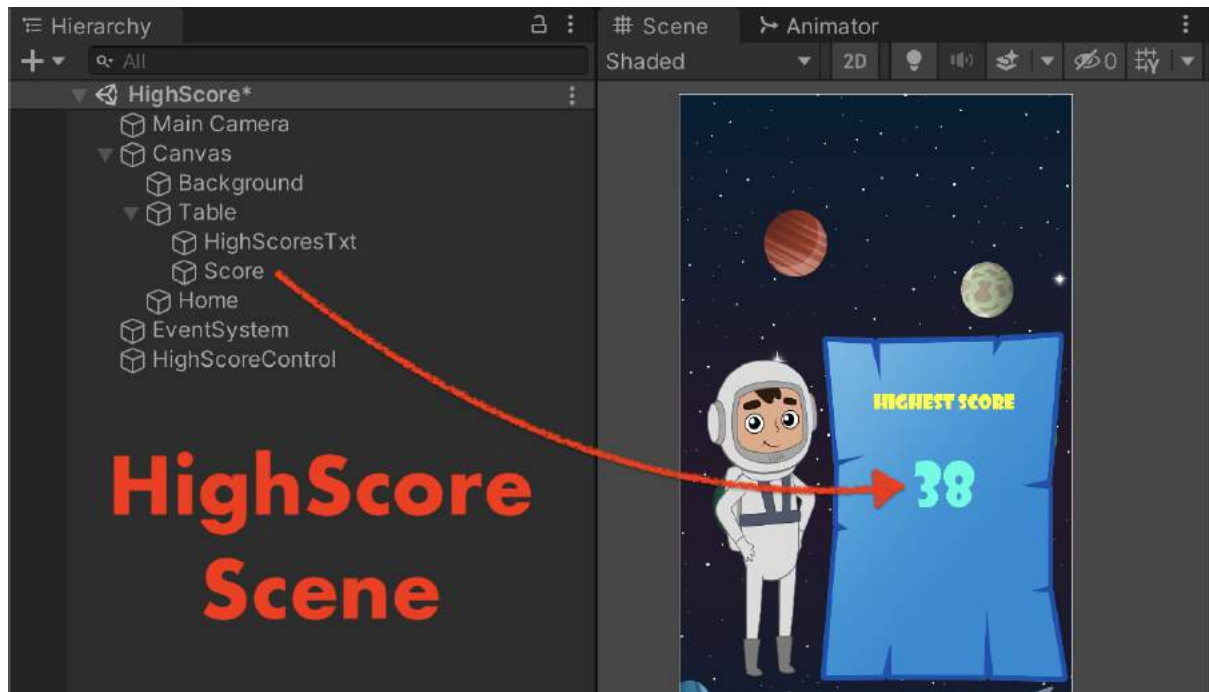 Hierarchy
All
HighScore*
Main Camera
Canvas
Background
Table
HighScoresTxt
Score
Home
EventSystem
HighScoreControl
HighScore
Scene
Scene
Animator
Shaded
2D
0
HIGHEST SCORE
38